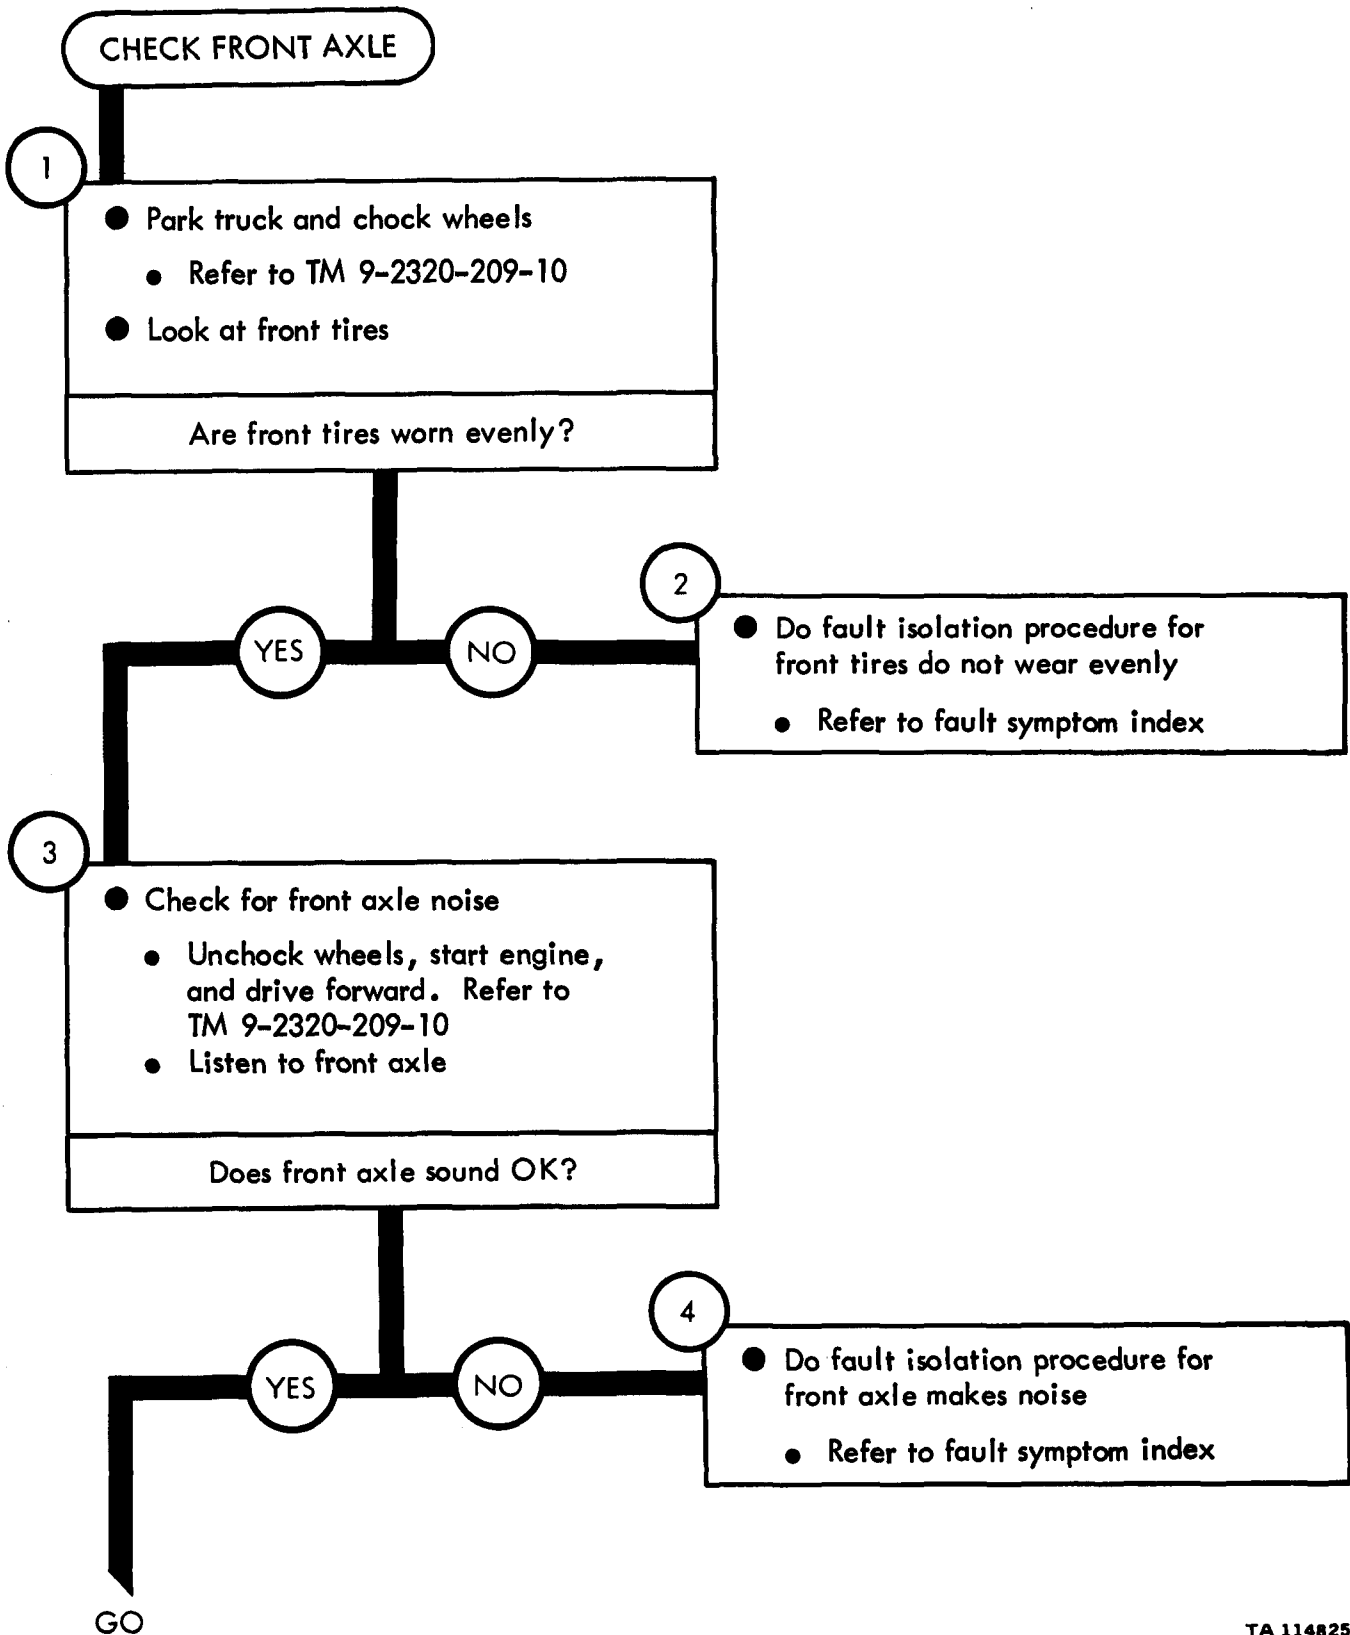 CHECK FRONT AXLE
1
● Park truck and chock wheels
● Refer to TM 9-2320-209-10
● Look at front tires
Are front tires worn evenly?
YES
NO
2
● Do fault isolation procedure for
front tires do not wear evenly
● Refer to fault symptom index
3
● Check for front axle noise
● Unchock wheels, start engine,
and drive forward. Refer to
TM 9-2320-209-10
● Listen to front axle
Does front axle sound OK?
YES
NO
4
● Do fault isolation procedure for
front axle makes noise
● Refer to fault symptom index
GO
TA 114825